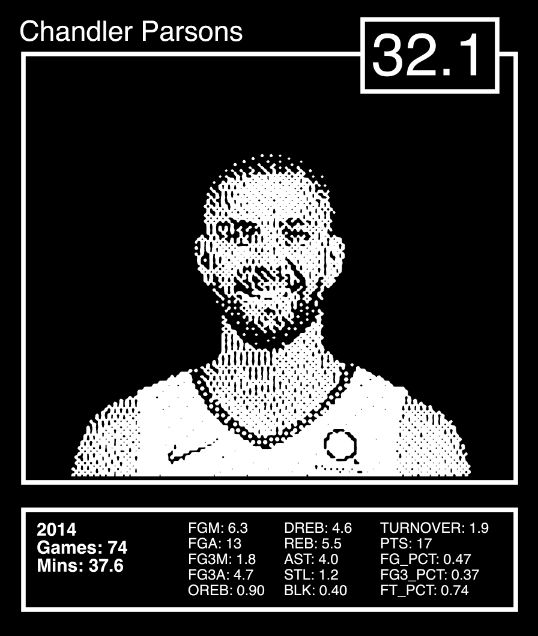 Chandler Parsons
32.1
2014
Games: 74
Mins: 37.6
FGM: 6.3
FGA: 13
FG3M: 1.8
FG3A: 4.7
OREB: 0.90
DREB: 4.6
REB: 5.5
AST: 4.0
STL: 1.2
BLK: 0.40
TURNOVER: 1.9
PTS: 17
FG_PCT: 0.47
FG3_PCT: 0.37
FT_PCT: 0.74